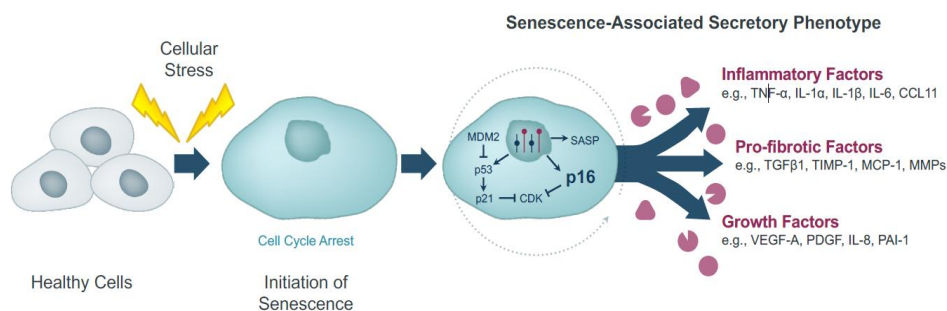 Senescence-Associated Secretory Phenotype
Cellular
Stress
Inflammatory Factors
e.g., TNF-α, IL-1α, IL-1β, IL-6, CCL11
MDM2
SASP
Pro-fibrotic Factors
e.g., TGFβ1, TIMP-1, MCP-1, MMPs
p53
p16
p21
CDK
Growth Factors
e.g., VEGF-A, PDGF, IL-8, PAI-1
Cell Cycle Arrest
Healthy Cells
Initiation of
Senescence